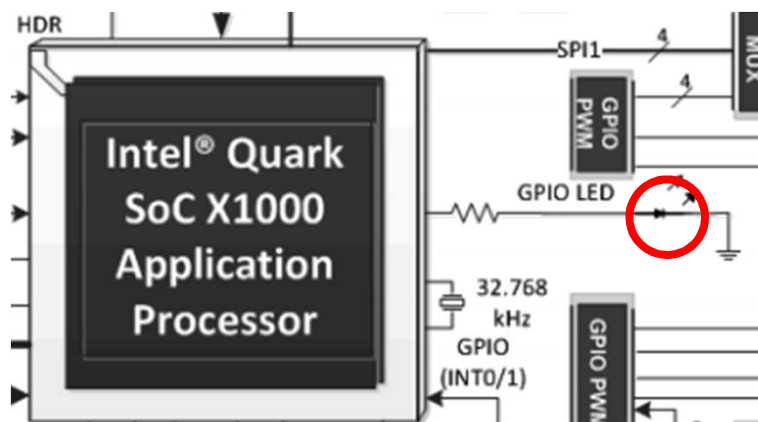 HDR
SPI1
4
MUX
4
GPIO
PWM
Intel® Quark
SoC X1000
Application
Processor
GPIO LED
32.768
kHz
GPIO
(INT0/1)
GPIO PWM